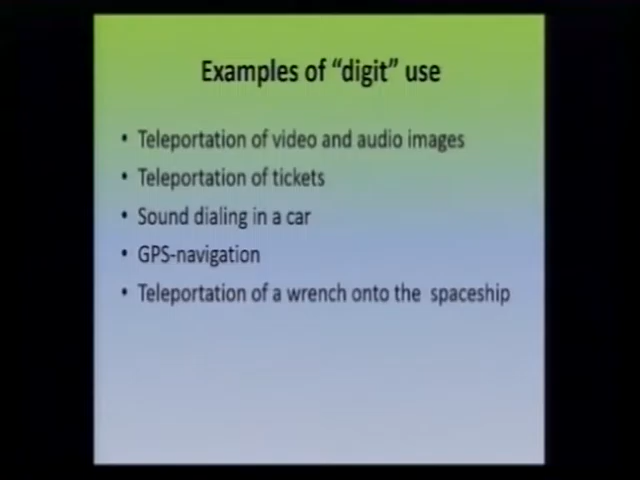 Examples of “digit” use
• Teleportation of video and audio images
• Teleportation of tickets
• Sound dialing in a car
• GPS-navigation
• Teleportation of a wrench onto the spaceship